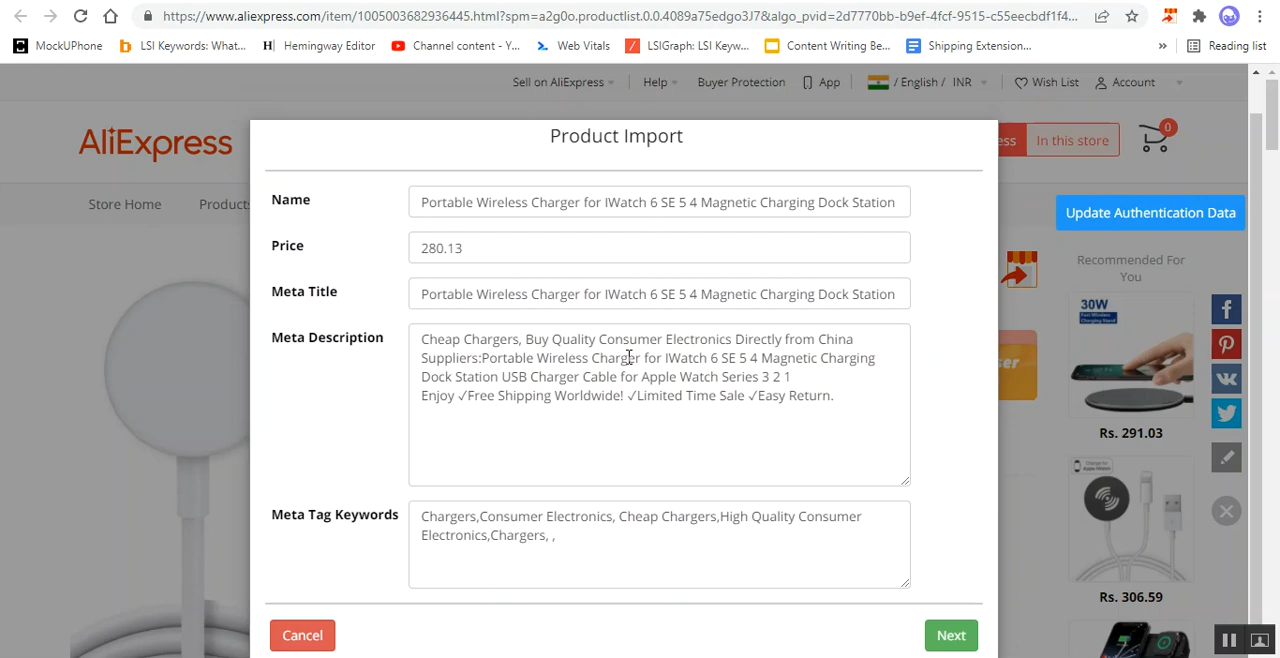 https://www.aliexpress.com/item/1005003682936445.html?spm=a2g0o.productlist.0.0.4089a75edgo3J7&algo_pvid=2d7770bb-b9ef-4fcf-9515-c55eecbdf1f4...
MockUPhone
LSI Keywords: What...
Hemingway Editor
Channel content - Y...
Web Vitals
LSIGraph: LSI Keyw...
Content Writing Be...
Shipping Extension...
»
Reading list
Sell on AliExpress
Help
Buyer Protection
App
/ English / INR
Wish List
Account
AliExpress
Product Import
ess
In this store
0
Store Home
Product
Name
Portable Wireless Charger for IWatch 6 SE 5 4 Magnetic Charging Dock Station
Update Authentication Data
Price
280.13
Recommended For
You
Meta Title
Portable Wireless Charger for IWatch 6 SE 5 4 Magnetic Charging Dock Station
30W
Meta Description
Cheap Chargers, Buy Quality Consumer Electronics Directly from China
Suppliers:Portable Wireless Charger for IWatch 6 SE 5 4 Magnetic Charging
Dock Station USB Charger Cable for Apple Watch Series 3 2 1
Enjoy ✓Free Shipping Worldwide! ✓Limited Time Sale ✓Easy Return.
ser
Rs. 291.03
Meta Tag Keywords
Chargers,Consumer Electronics, Cheap Chargers,High Quality Consumer
Electronics,Chargers, ,
Rs. 306.59
Cancel
Next